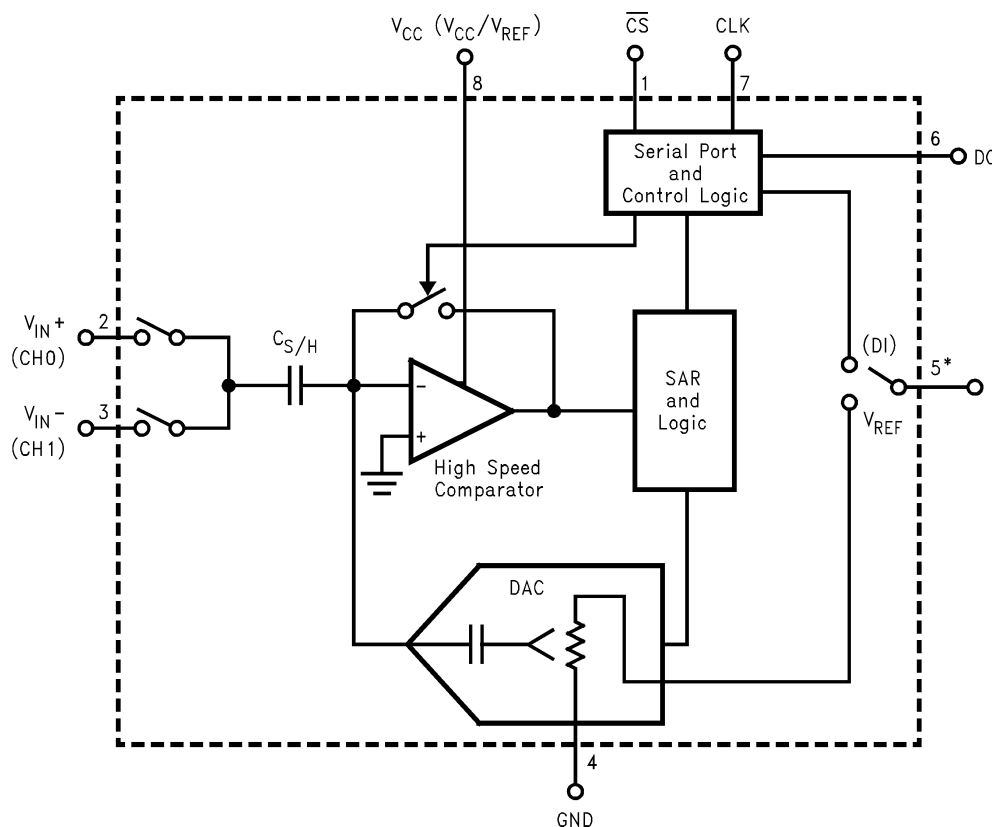 V_CC (V_CC/V_REF)
C̅S̅
CLK
8
1
7
6
DO
Serial Port
and
Control Logic
V_IN+
(CH0)
2
C_S/H
V_IN−
(CH1)
3
−
+
High Speed
Comparator
SAR
and
Logic
(DI)
5*
V_REF
DAC
4
GND